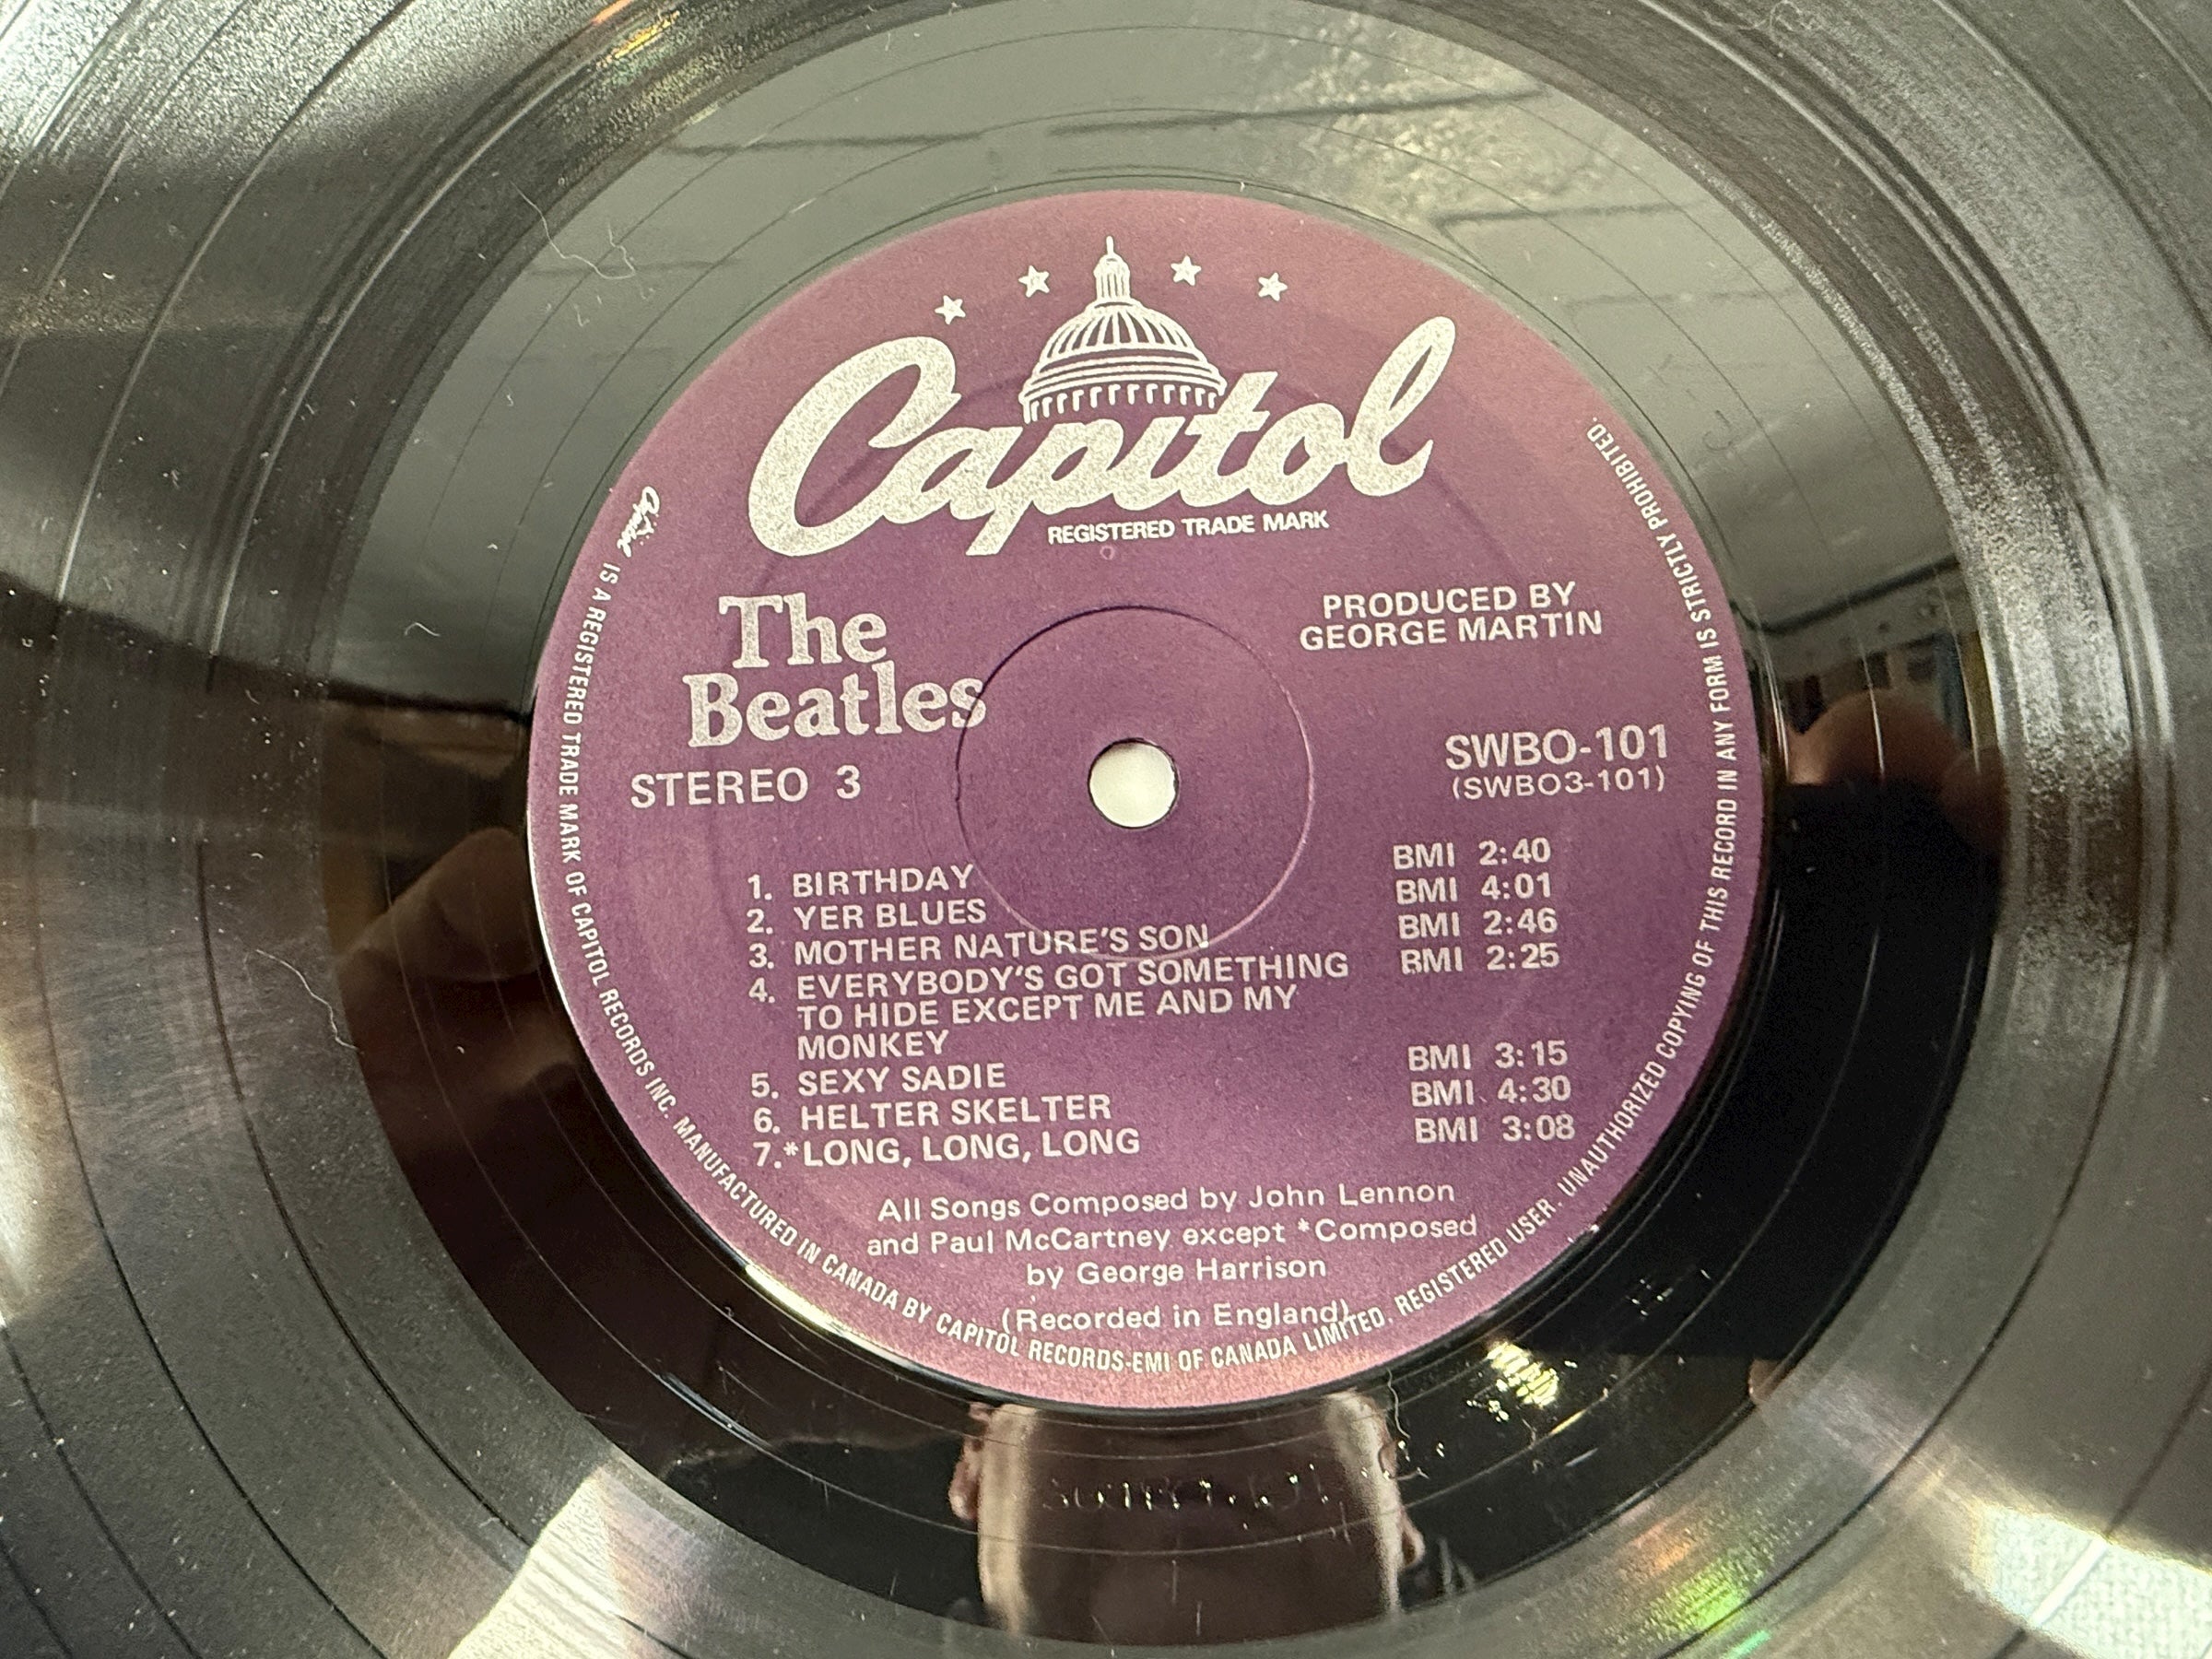 Capitol
REGISTERED TRADE MARK
The
Beatles
STEREO 3
PRODUCED BY
GEORGE MARTIN
SWBO-101
(SWBO3-101)
1. BIRTHDAY BMI 2:40
2. YER BLUES BMI 4:01
3. MOTHER NATURE'S SON BMI 2:46
4. EVERYBODY'S GOT SOMETHING BMI 2:25
TO HIDE EXCEPT ME AND MY
MONKEY
5. SEXY SADIE BMI 3:15
6. HELTER SKELTER BMI 4:30
7.*LONG, LONG, LONG BMI 3:08
All Songs Composed by John Lennon
and Paul McCartney except *Composed
by George Harrison
(Recorded in England)
Capitol IS A REGISTERED TRADE MARK OF CAPITOL RECORDS INC. MANUFACTURED IN CANADA BY CAPITOL RECORDS-EMI OF CANADA LIMITED. REGISTERED USER. UNAUTHORIZED COPYING OF THIS RECORD IN ANY FORM IS STRICTLY PROHIBITED.